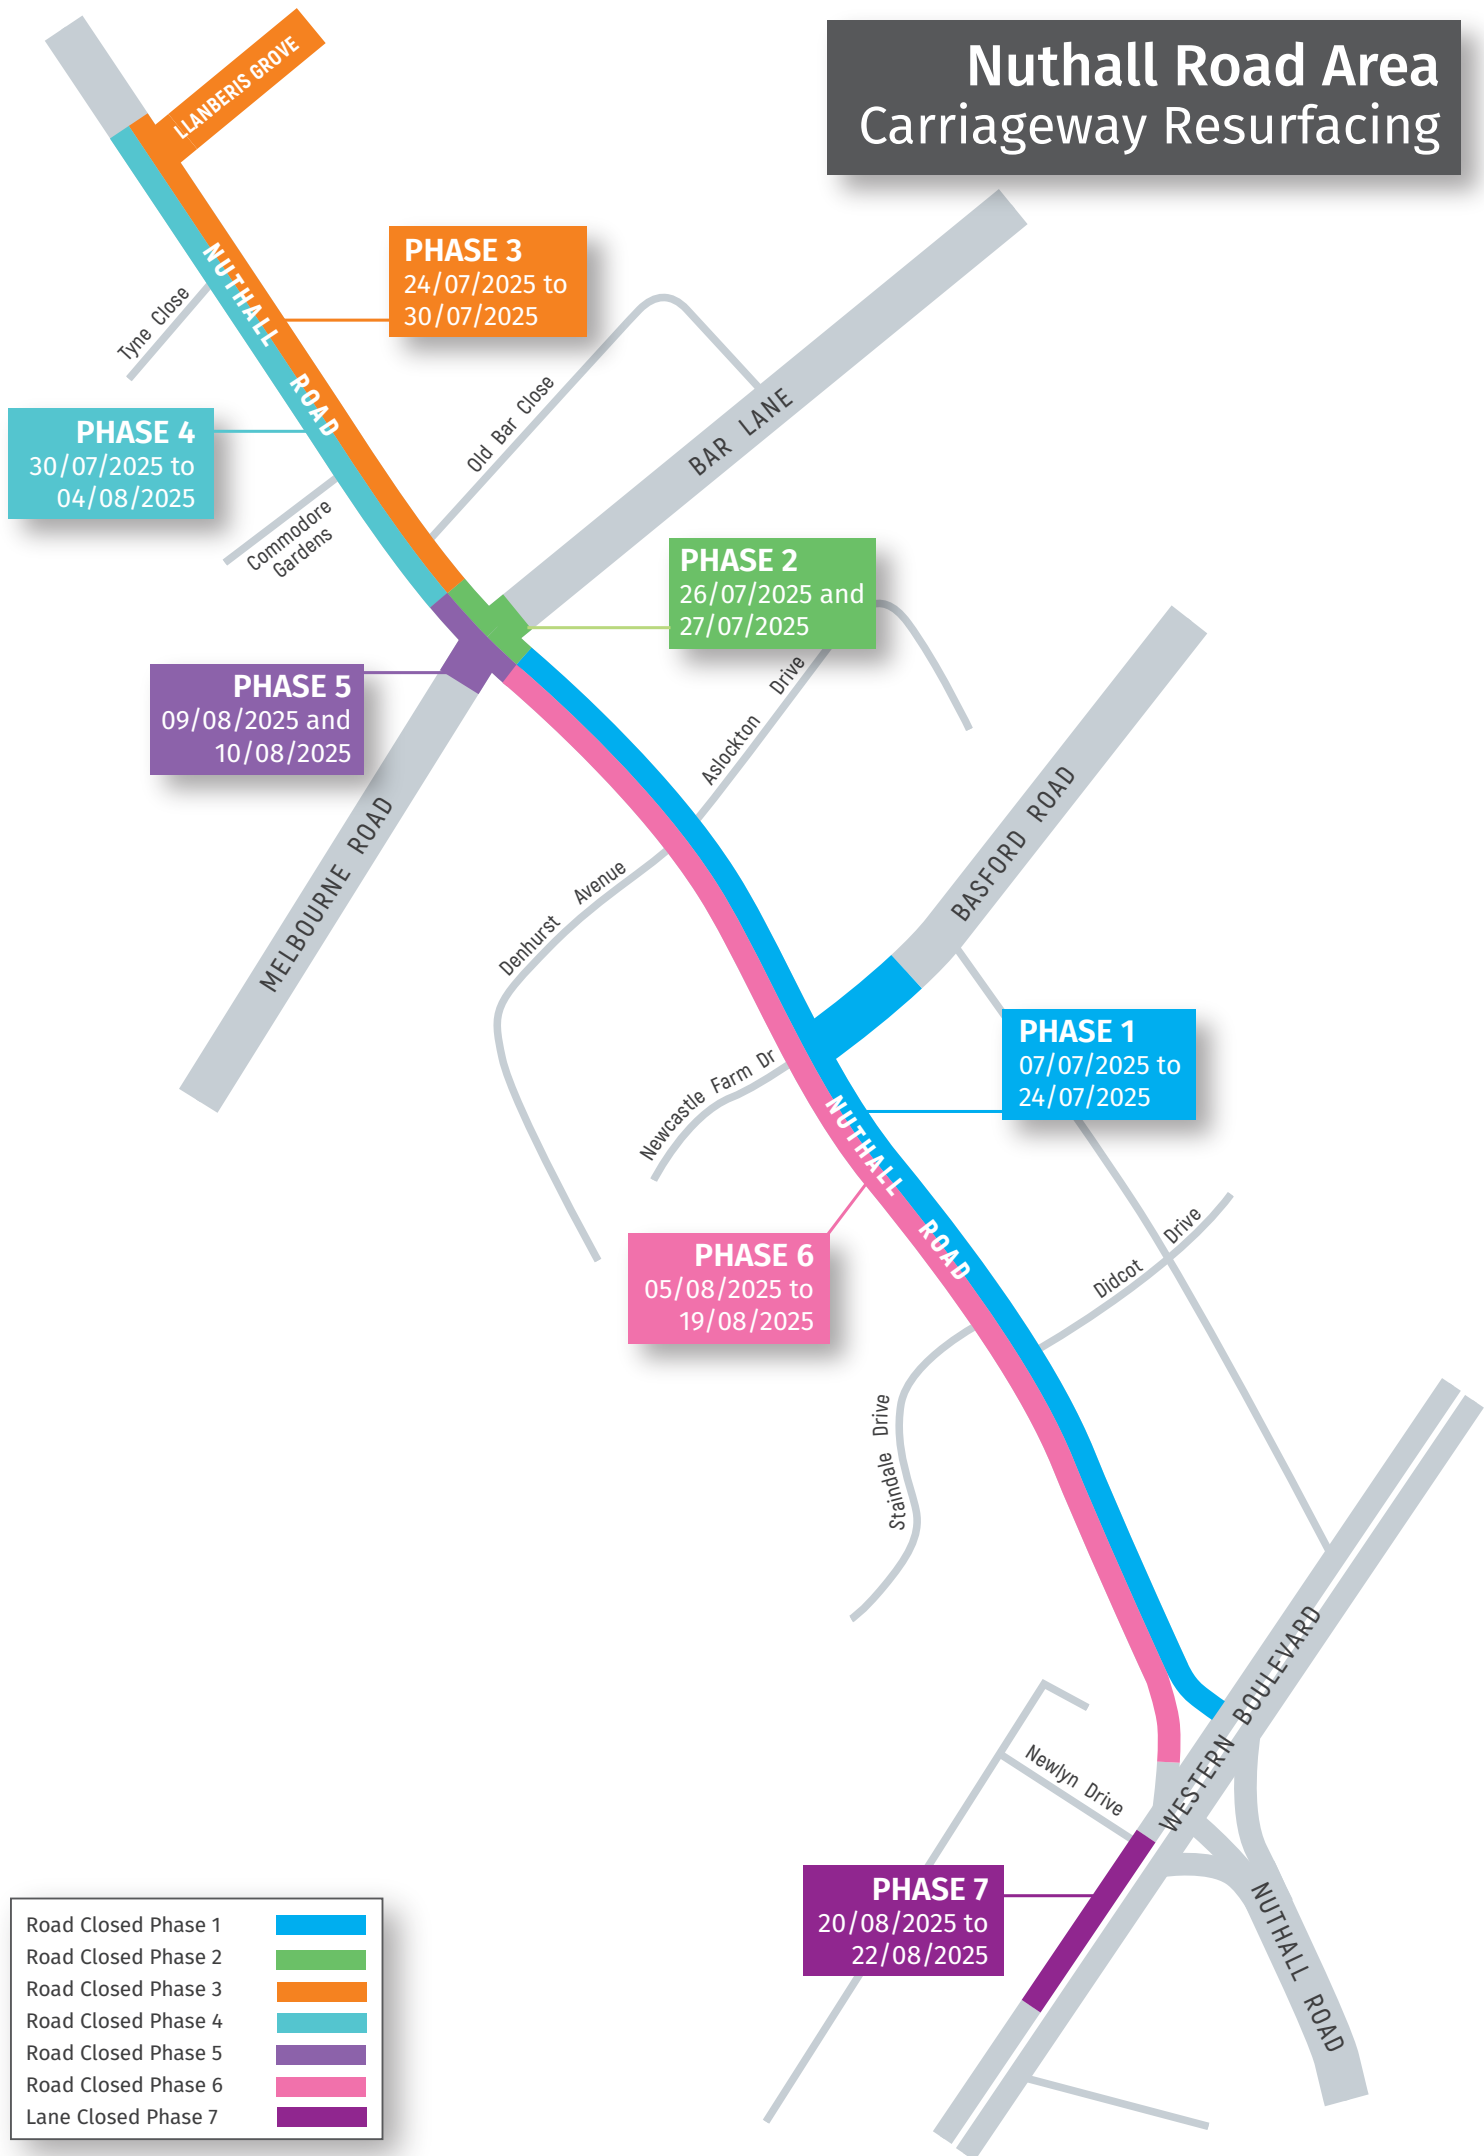 Nuthall Road Area
Carriageway Resurfacing
LLANBERIS GROVE
NUTHALL ROAD
PHASE 3
24/07/2025 to
30/07/2025
Tyne Close
Old Bar Close
BAR LANE
PHASE 4
30/07/2025 to
04/08/2025
Commodore
Gardens
PHASE 2
26/07/2025 and
27/07/2025
PHASE 5
09/08/2025 and
10/08/2025
Aslockton Drive
MELBOURNE ROAD
Denhurst Avenue
BASFORD ROAD
PHASE 1
07/07/2025 to
24/07/2025
Newcastle Farm Dr
NUTHALL ROAD
PHASE 6
05/08/2025 to
19/08/2025
Didcot Drive
Staindale Drive
WESTERN BOULEVARD
Newlyn Drive
PHASE 7
20/08/2025 to
22/08/2025
NUTHALL ROAD
Road Closed Phase 1
Road Closed Phase 2
Road Closed Phase 3
Road Closed Phase 4
Road Closed Phase 5
Road Closed Phase 6
Lane Closed Phase 7